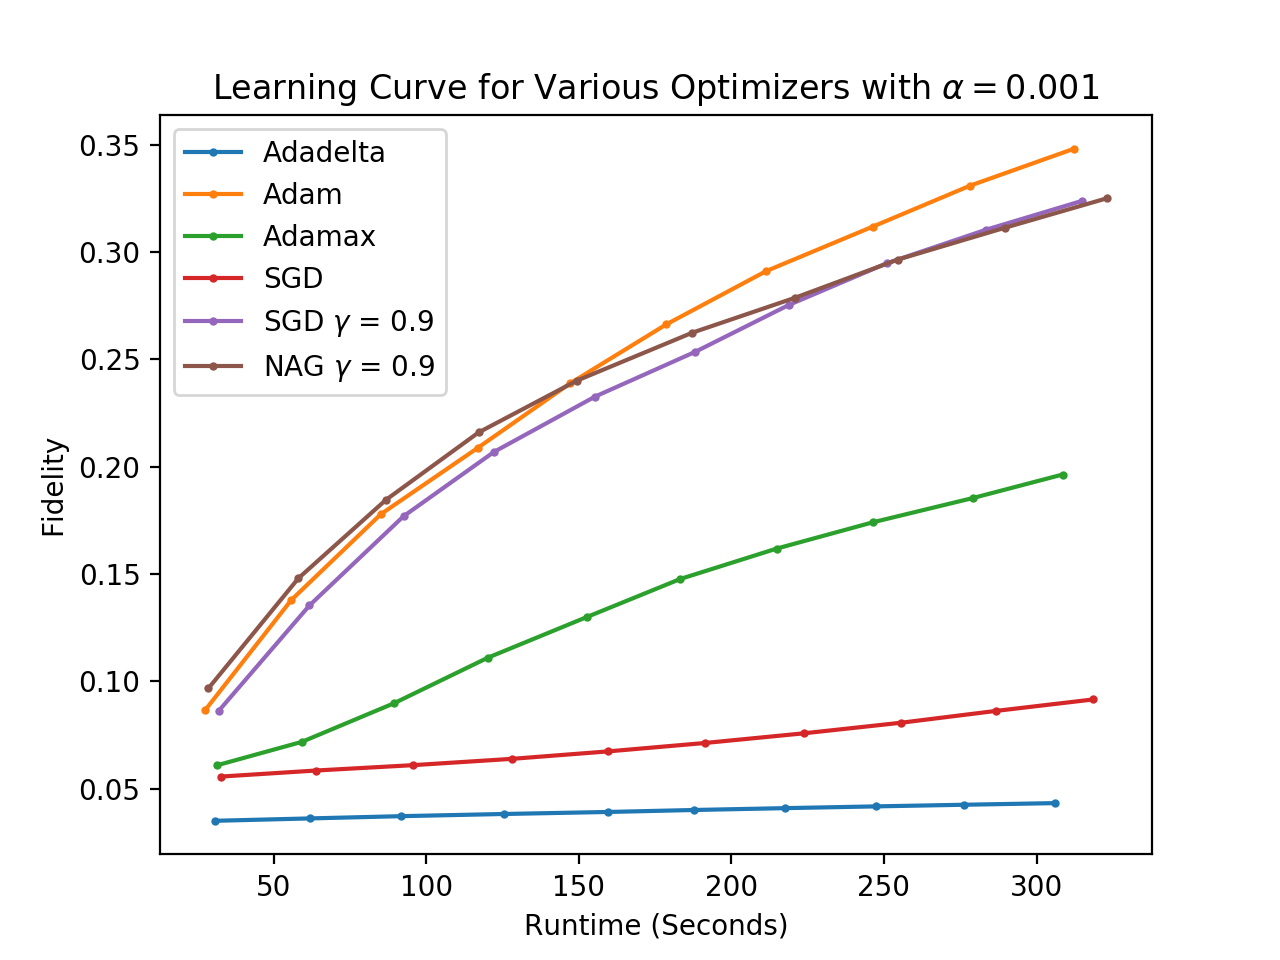 Learning Curve for Various Optimizers with α = 0.001
Adadelta
Adam
Adamax
SGD
SGD γ = 0.9
NAG γ = 0.9
0.35
0.30
0.25
0.20
0.15
0.10
0.05
Fidelity
50 100 150 200 250 300
Runtime (Seconds)